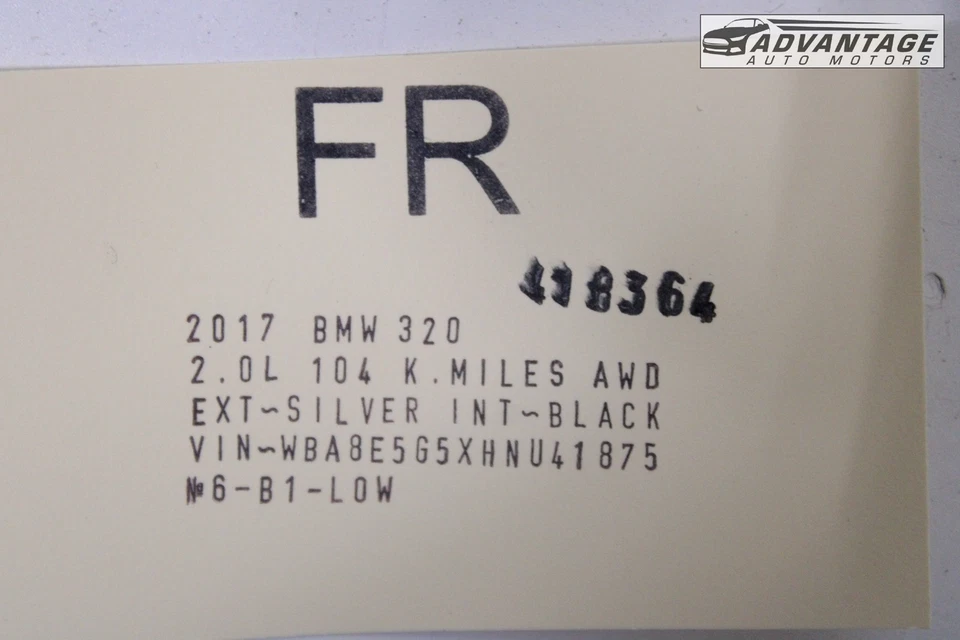 ADVANTAGE
AUTO MOTORS
FR
418364
2017 BMW 320
2.0L 104 K.MILES AWD
EXT~SILVER INT~BLACK
VIN~WBA8E5G5XHNU41875
№6-B1-LOW